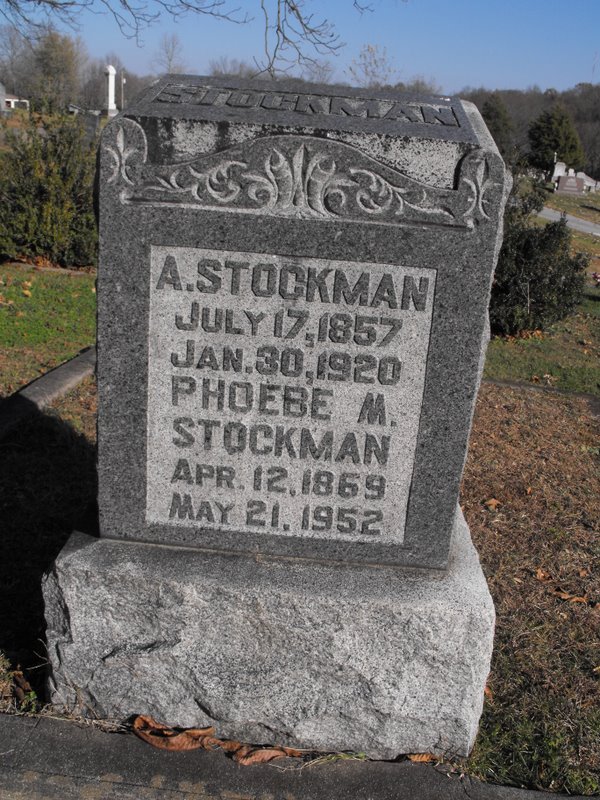 STOCKMAN
A. STOCKMAN
JULY 17, 1857
JAN. 30, 1920
PHOEBE M.
STOCKMAN
APR. 12, 1869
MAY 21, 1952